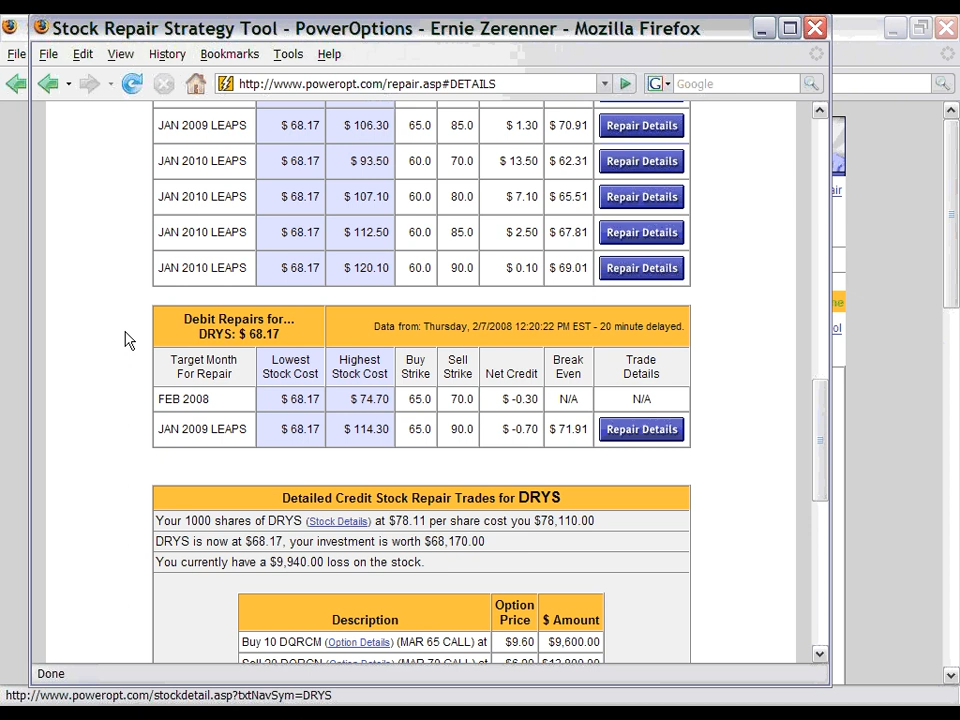 Stock Repair Strategy Tool - PowerOptions - Ernie Zerenner - Mozilla Firefox
File File Edit View History Bookmarks Tools Help
http://www.poweropt.com/repair.asp#DETAILS Google
JAN 2009 LEAPS $ 68.17 $ 106.30 65.0 85.0 $ 1.30 $ 70.91 Repair Details
JAN 2010 LEAPS $ 68.17 $ 93.50 60.0 70.0 $ 13.50 $ 62.31 Repair Details
JAN 2010 LEAPS $ 68.17 $ 107.10 60.0 80.0 $ 7.10 $ 65.51 Repair Details
JAN 2010 LEAPS $ 68.17 $ 112.50 60.0 85.0 $ 2.50 $ 67.81 Repair Details
JAN 2010 LEAPS $ 68.17 $ 120.10 60.0 90.0 $ 0.10 $ 69.01 Repair Details
Debit Repairs for...
DRYS: $ 68.17
Data from: Thursday, 2/7/2008 12:20:22 PM EST - 20 minute delayed.
Target Month For Repair Lowest Stock Cost Highest Stock Cost Buy Strike Sell Strike Net Credit Break Even Trade Details
FEB 2008 $ 68.17 $ 74.70 65.0 70.0 $ -0.30 N/A N/A
JAN 2009 LEAPS $ 68.17 $ 114.30 65.0 90.0 $ -0.70 $ 71.91 Repair Details
Detailed Credit Stock Repair Trades for DRYS
Your 1000 shares of DRYS (Stock Details) at $78.11 per share cost you $78,110.00
DRYS is now at $68.17, your investment is worth $68,170.00
You currently have a $9,940.00 loss on the stock.
Description Option Price $ Amount
Buy 10 DQRCM (Option Details) (MAR 65 CALL) at $9.60 $9,600.00
Done
http://www.poweropt.com/stockdetail.asp?txtNavSym=DRYS